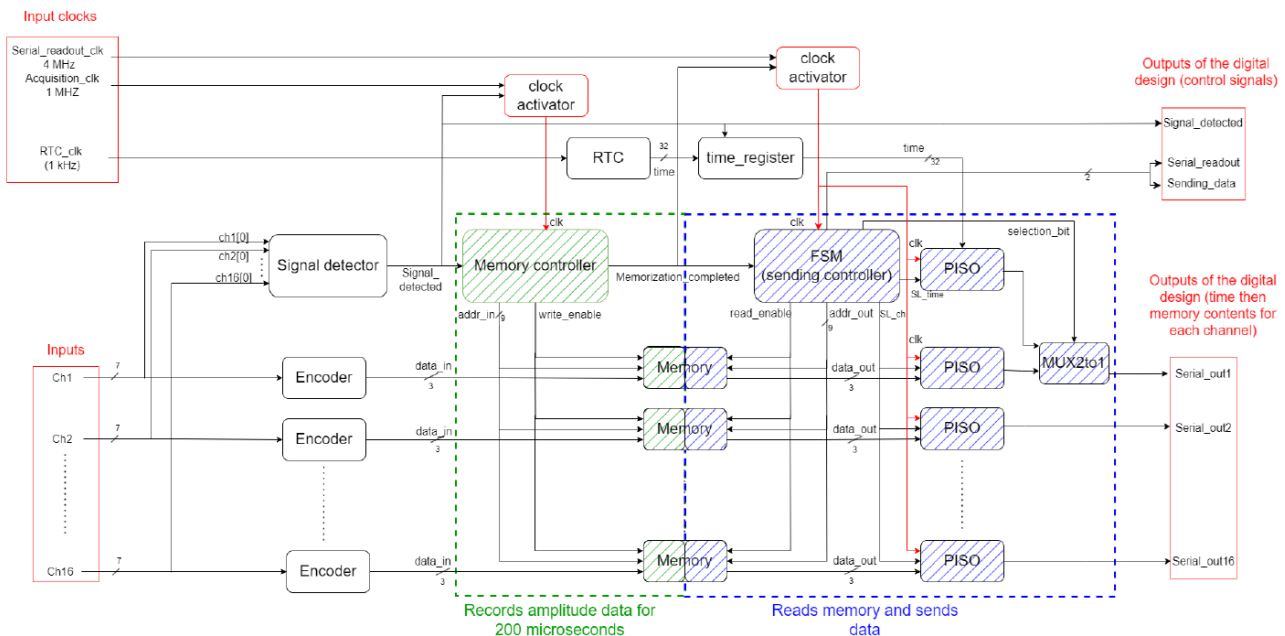 Input clocks
Serial_readout_clk
4 MHz
Acquisition_clk
1 MHZ
RTC_clk
(1 kHz)
clock
activator
clock
activator
Outputs of the digital
design (control signals)
Signal_detected
Serial_readout
Sending_data
RTC
32
time
time_register
time
32
2
ch1[0]
ch2[0]
ch16[0]
Signal detector
Signal_
detected
clk
Memory controller
Memorization_completed
addr_in
9
write_enable
clk
FSM
(sending controller)
selection_bit
clk
PISO
SL_time
read_enable
addr_out
9
SL_ch
Outputs of the digital
design (time then
memory contents for
each channel)
Inputs
Ch1
7
Encoder
data_in
3
Memory
data_out
3
clk
PISO
MUX2to1
Serial_out1
Ch2
7
Encoder
data_in
3
Memory
data_out
3
PISO
Serial_out2
Ch16
7
Encoder
data_in
3
Memory
data_out
3
PISO
Serial_out16
Records amplitude data for
200 microseconds
Reads memory and sends
data